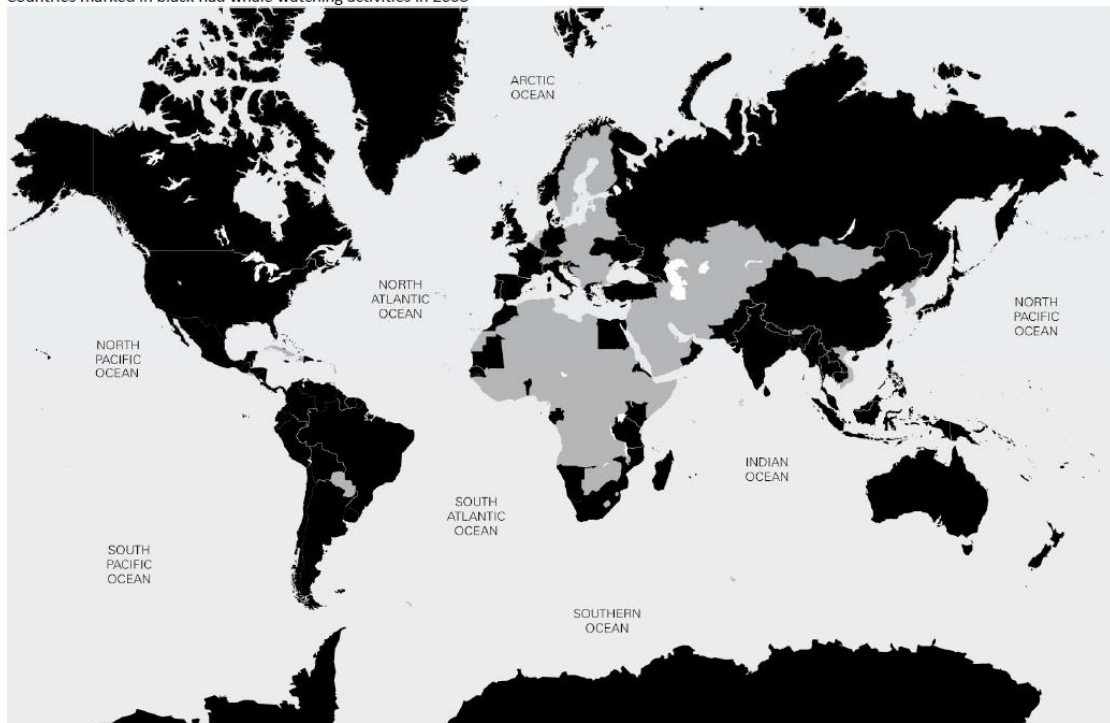 Countries marked in black had whale watching activities in 2008
ARCTIC
OCEAN
NORTH
ATLANTIC
OCEAN
NORTH
PACIFIC
OCEAN
NORTH
PACIFIC
OCEAN
INDIAN
OCEAN
SOUTH
ATLANTIC
OCEAN
SOUTH
PACIFIC
OCEAN
SOUTHERN
OCEAN